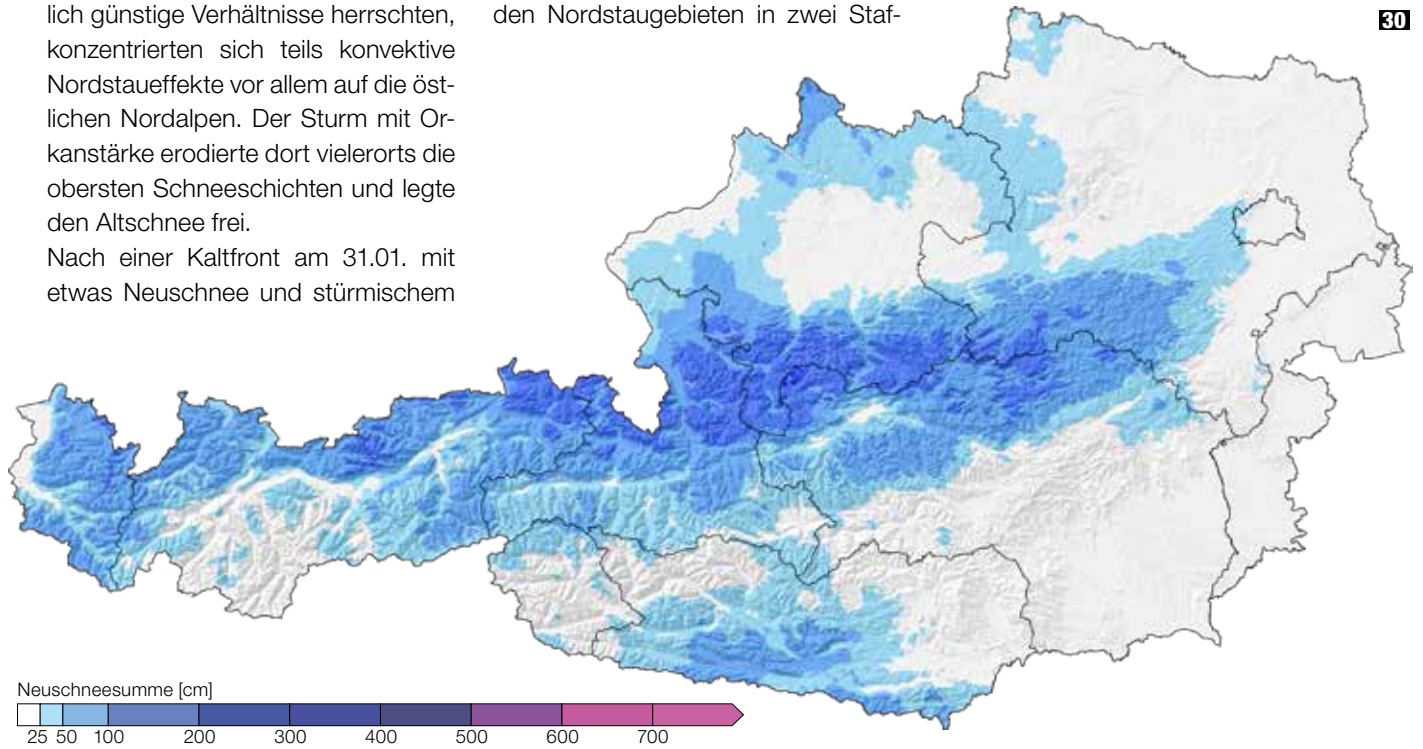 lich günstige Verhältnisse herrschten,
konzentrierten sich teils konvektive
Nordstaueffekte vor allem auf die öst-
lichen Nordalpen. Der Sturm mit Or-
kanstärke erodierte dort vielerorts die
obersten Schneeschichten und legte
den Altschnee frei.
Nach einer Kaltfront am 31.01. mit
etwas Neuschnee und stürmischem
den Nordstaugebieten in zwei Staf-
30
Neuschneesumme [cm]
25 50 100 200 300 400 500 600 700